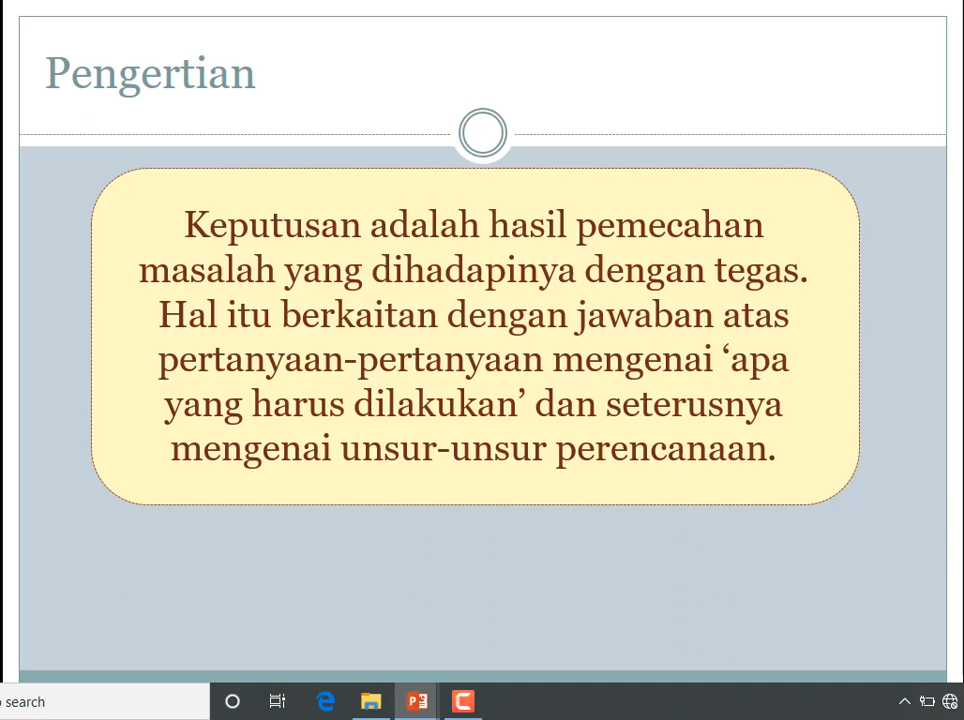 Pengertian
Keputusan adalah hasil pemecahan
masalah yang dihadapinya dengan tegas.
Hal itu berkaitan dengan jawaban atas
pertanyaan-pertanyaan mengenai ‘apa
yang harus dilakukan’ dan seterusnya
mengenai unsur-unsur perencanaan.
search